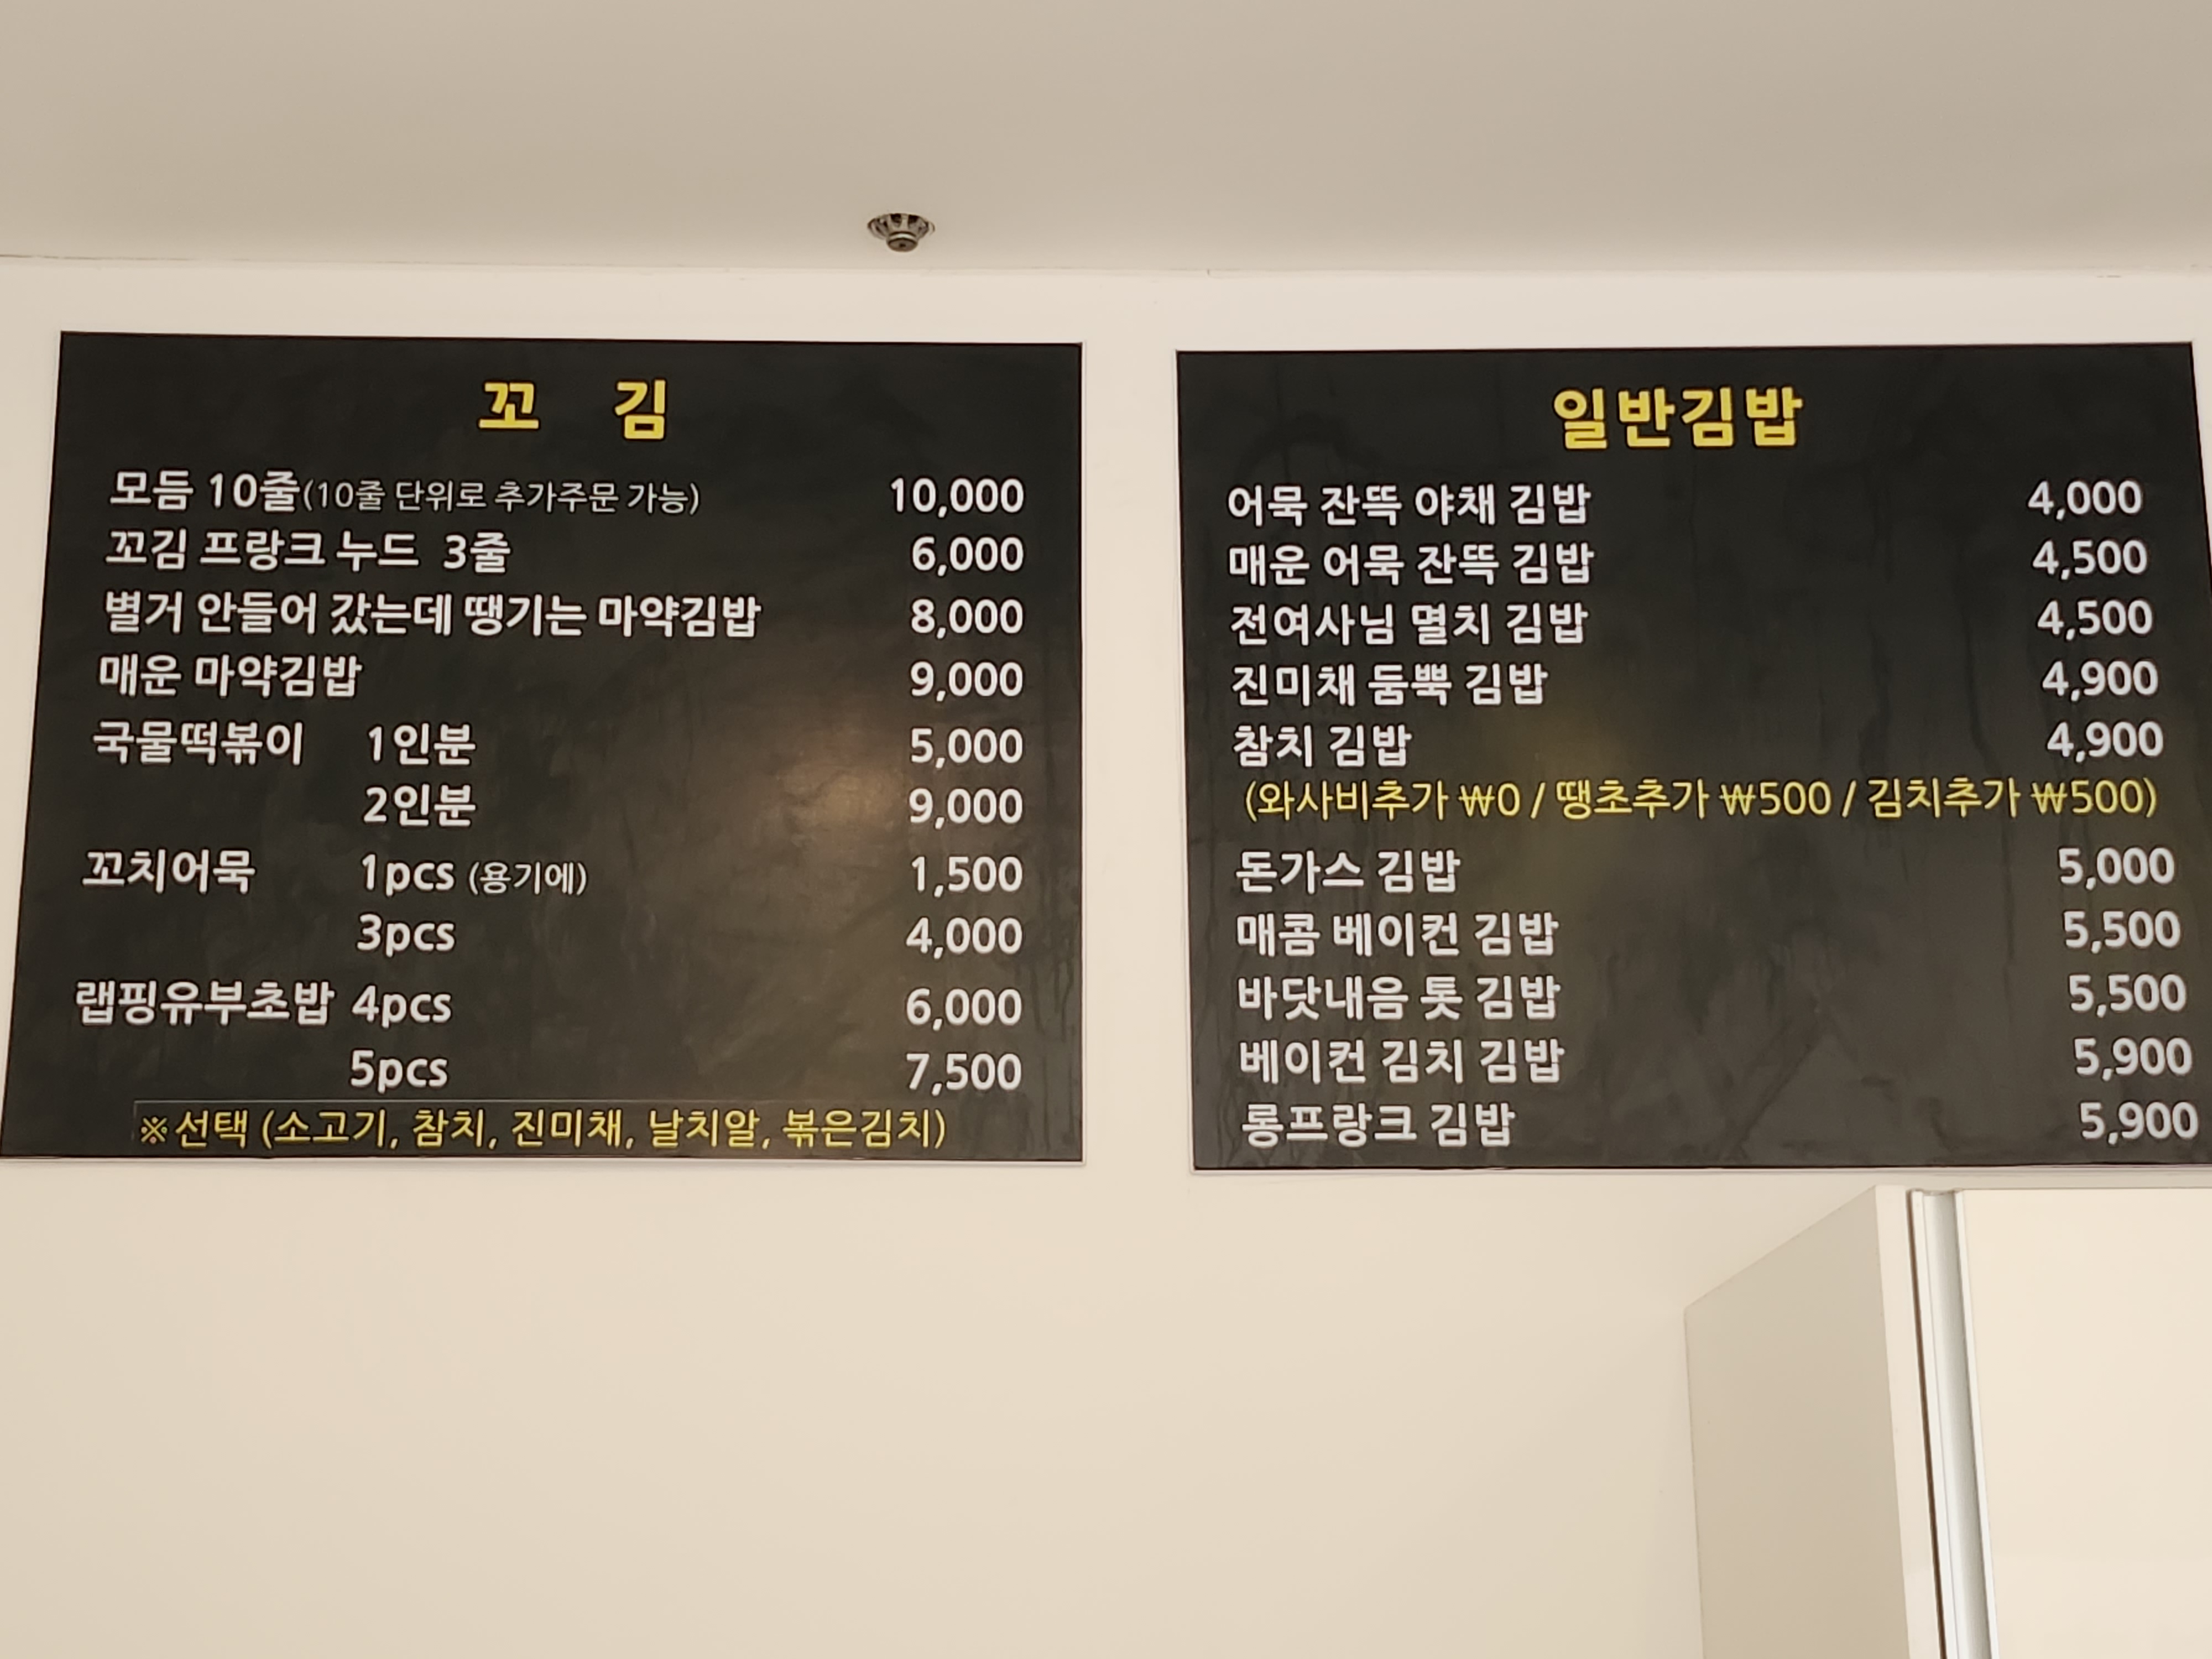 꼬 김
모듬 10줄(10줄 단위로 추가주문 가능) 10,000
꼬김 프랑크 누드 3줄 6,000
별거 안들어 갔는데 땡기는 마약김밥 8,000
매운 마약김밥 9,000
국물떡볶이 1인분 5,000
2인분 9,000
꼬치어묵 1pcs (용기에) 1,500
3pcs 4,000
랩핑유부초밥 4pcs 6,000
5pcs 7,500
※선택 (소고기, 참치, 진미채, 날치알, 볶은김치)
일반김밥
어묵 잔뜩 야채 김밥 4,000
매운 어묵 잔뜩 김밥 4,500
전여사님 멸치 김밥 4,500
진미채 둠뿍 김밥 4,900
참치 김밥 4,900
(와사비추가 ₩0 / 땡초추가 ₩500 / 김치추가 ₩500)
돈가스 김밥 5,000
매콤 베이컨 김밥 5,500
바닷내음 톳 김밥 5,500
베이컨 김치 김밥 5,900
롱프랑크 김밥 5,900